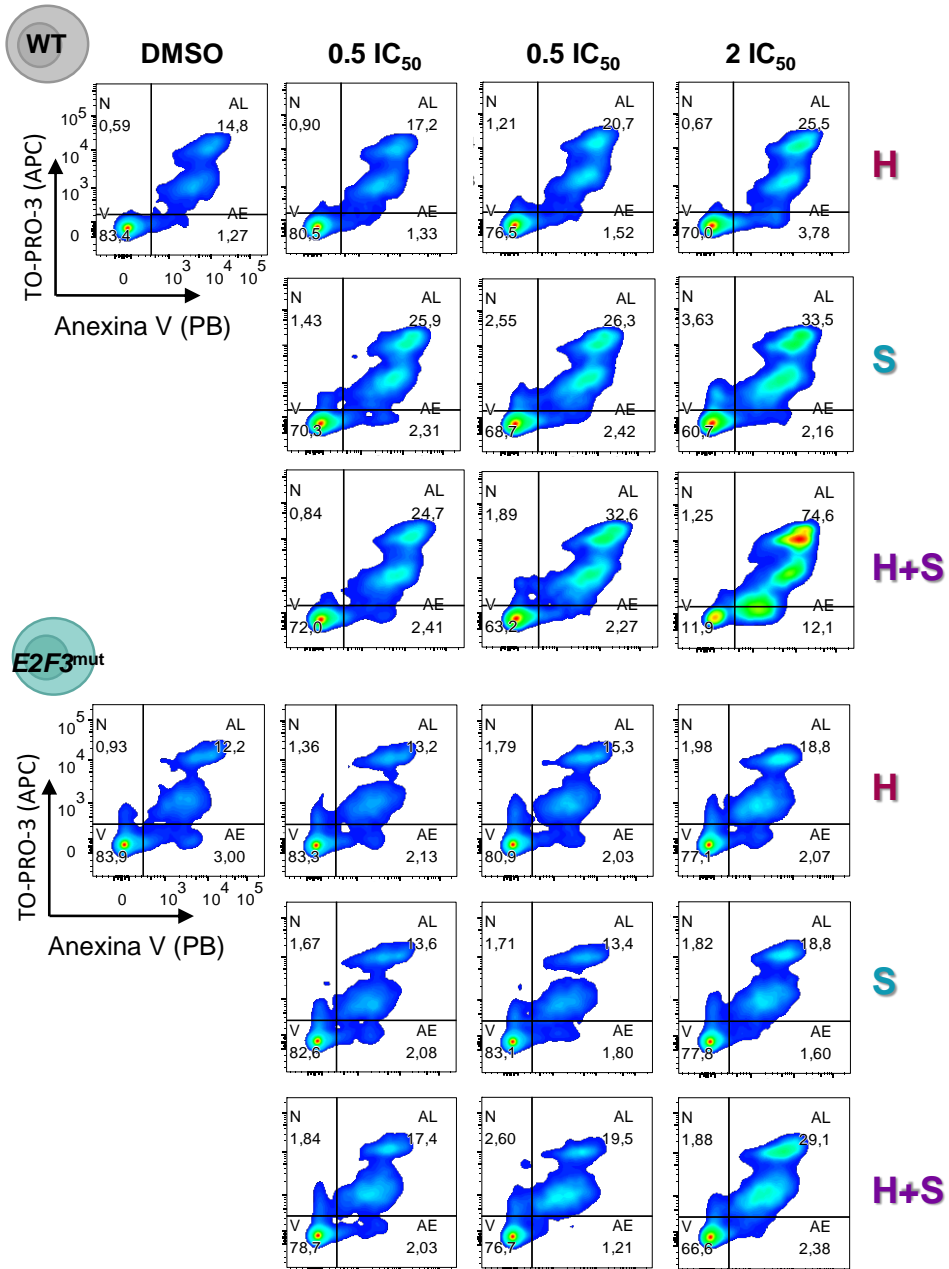 WT
DMSO 0.5 IC50 0.5 IC50 2 IC50
N AL
0,59 14,8
V AE
83,4 1,27
N AL
0,90 17,2
V AE
80,5 1,33
N AL
1,21 20,7
V AE
76,5 1,52
N AL
0,67 25,5
V AE
70,0 3,78
H
TO-PRO-3 (APC)
10^5
10^4
10^3
0
0 10^3 10^4 10^5
Anexina V (PB)
N AL
1,43 25,9
V AE
70,3 2,31
N AL
2,55 26,3
V AE
68,7 2,42
N AL
3,63 33,5
V AE
60,7 2,16
S
N AL
0,84 24,7
V AE
72,0 2,41
N AL
1,89 32,6
V AE
63,2 2,27
N AL
1,25 74,6
V AE
11,9 12,1
H+S
E2F3mut
N AL
0,93 12,2
V AE
83,9 3,00
N AL
1,36 13,2
V AE
83,3 2,13
N AL
1,79 15,3
V AE
80,9 2,03
N AL
1,98 18,8
V AE
77,1 2,07
H
TO-PRO-3 (APC)
10^5
10^4
10^3
0
0 10^3 10^4 10^5
Anexina V (PB)
N AL
1,67 13,6
V AE
82,6 2,08
N AL
1,71 13,4
V AE
83,1 1,80
N AL
1,82 18,8
V AE
77,8 1,60
S
N AL
1,84 17,4
V AE
78,7 2,03
N AL
2,60 19,5
V AE
76,7 1,21
N AL
1,88 29,1
V AE
66,6 2,38
H+S